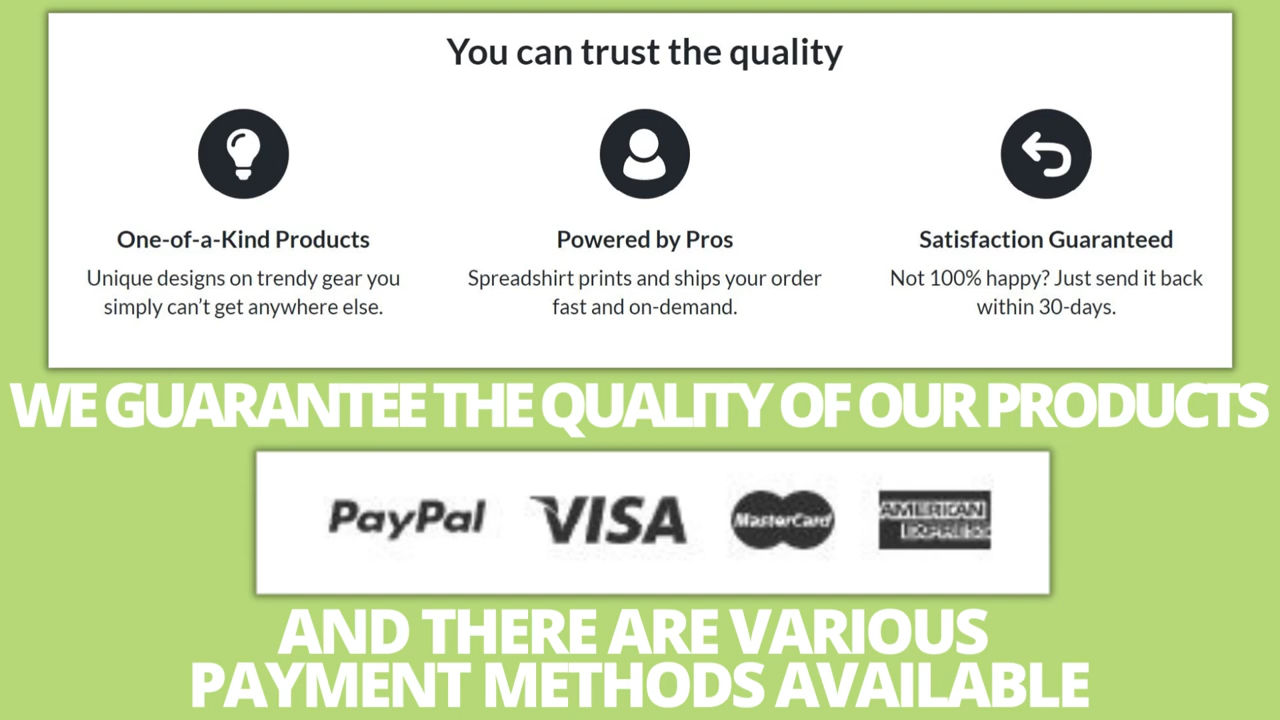 You can trust the quality
One-of-a-Kind Products
Unique designs on trendy gear you
simply can't get anywhere else.
Powered by Pros
Spreadshirt prints and ships your order
fast and on-demand.
Satisfaction Guaranteed
Not 100% happy? Just send it back
within 30-days.
WE GUARANTEE THE QUALITY OF OUR PRODUCTS
PayPal
VISA
MasterCard
AMERICAN
EXPRESS
AND THERE ARE VARIOUS
PAYMENT METHODS AVAILABLE